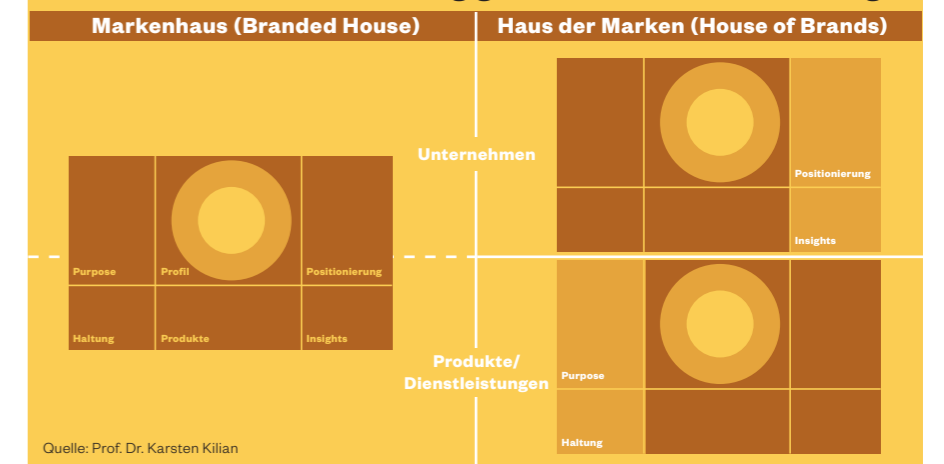 Markenhaus (Branded House)
Haus der Marken (House of Brands)
Unternehmen
Positionierung
Insights
Purpose
Profil
Positionierung
Haltung
Produkte
Insights
Produkte/
Dienstleistungen
Purpose
Haltung
Quelle: Prof. Dr. Karsten Kilian